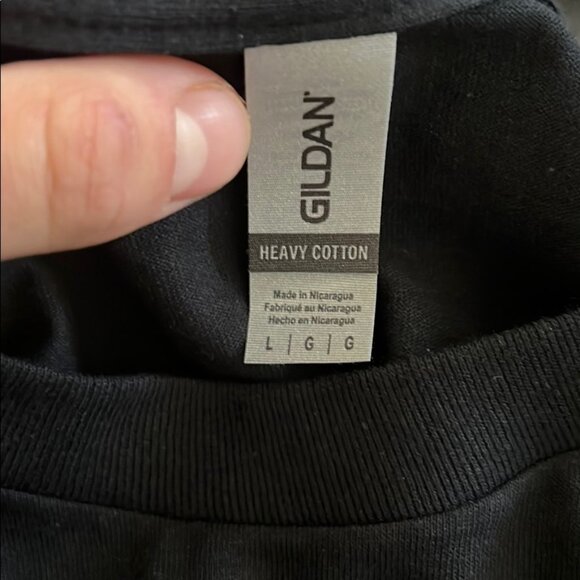 GILDAN
HEAVY COTTON
Made in Nicaragua
Fabriqué au Nicaragua
Hecho en Nicaragua
L | G | G